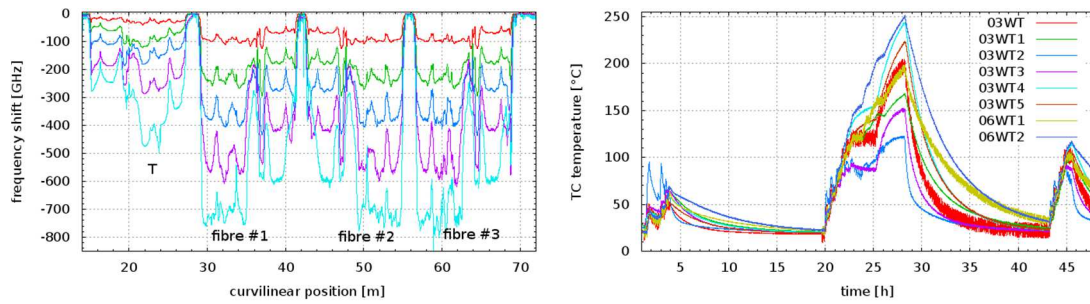 frequency shift [GHz]
0
-100
-200
-300
-400
-500
-600
-700
-800
T
fibre #1
fibre #2
fibre #3
20
30
40
50
60
70
curvilinear position [m]
TC temperature [°C]
250
200
150
100
50
0
03WT
03WT1
03WT2
03WT3
03WT4
03WT5
06WT1
06WT2
5
10
15
20
25
30
35
40
45
time [h]